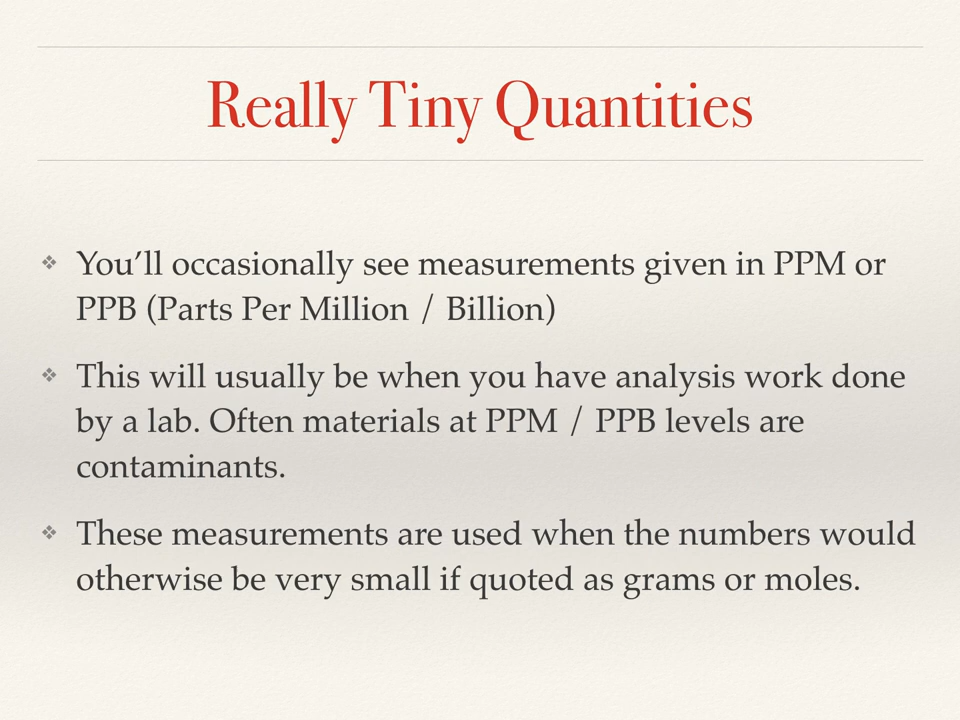 Really Tiny Quantities
❖ You’ll occasionally see measurements given in PPM or
PPB (Parts Per Million / Billion)
❖ This will usually be when you have analysis work done
by a lab. Often materials at PPM / PPB levels are
contaminants.
❖ These measurements are used when the numbers would
otherwise be very small if quoted as grams or moles.